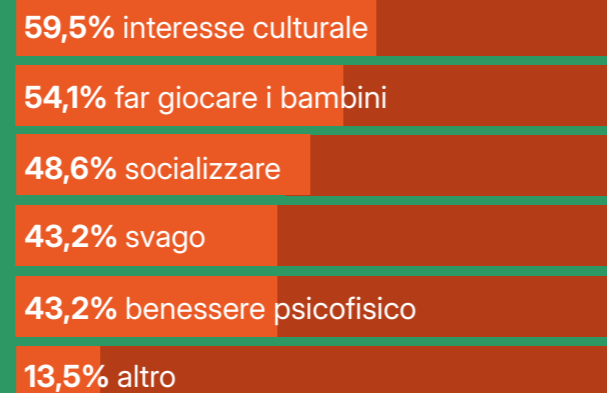 59,5% interesse culturale
54,1% far giocare i bambini
48,6% socializzare
43,2% svago
43,2% benessere psicofisico
13,5% altro